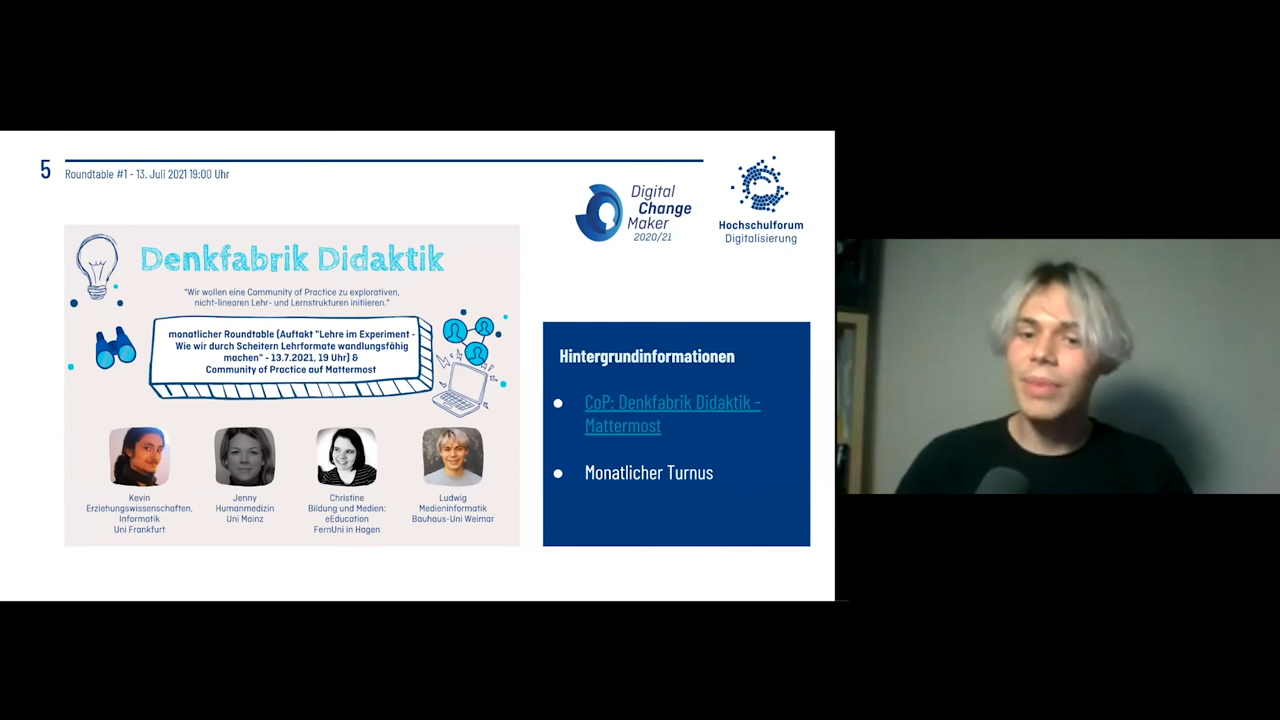 5
Roundtable #1 - 13. Juli 2021 19:00 Uhr
Digital
Change
Maker
2020/21
Hochschulforum
Digitalisierung
Denkfabrik Didaktik
"Wir wollen eine Community of Practice zu explorativen,
nicht-linearen Lehr- und Lernstrukturen initiieren."
monatlicher Roundtable (Auftakt "Lehre im Experiment -
Wie wir durch Scheitern Lehrformate wandlungsfähig
machen" - 13.7.2021, 19 Uhr) &
Community of Practice auf Mattermost
Kevin
Erziehungswissenschaften,
Informatik
Uni Frankfurt
Jenny
Humanmedizin
Uni Mainz
Christine
Bildung und Medien:
eEducation
FernUni in Hagen
Ludwig
Medieninformatik
Bauhaus-Uni Weimar
Hintergrundinformationen
● CoP: Denkfabrik Didaktik -
Mattermost
● Monatlicher Turnus